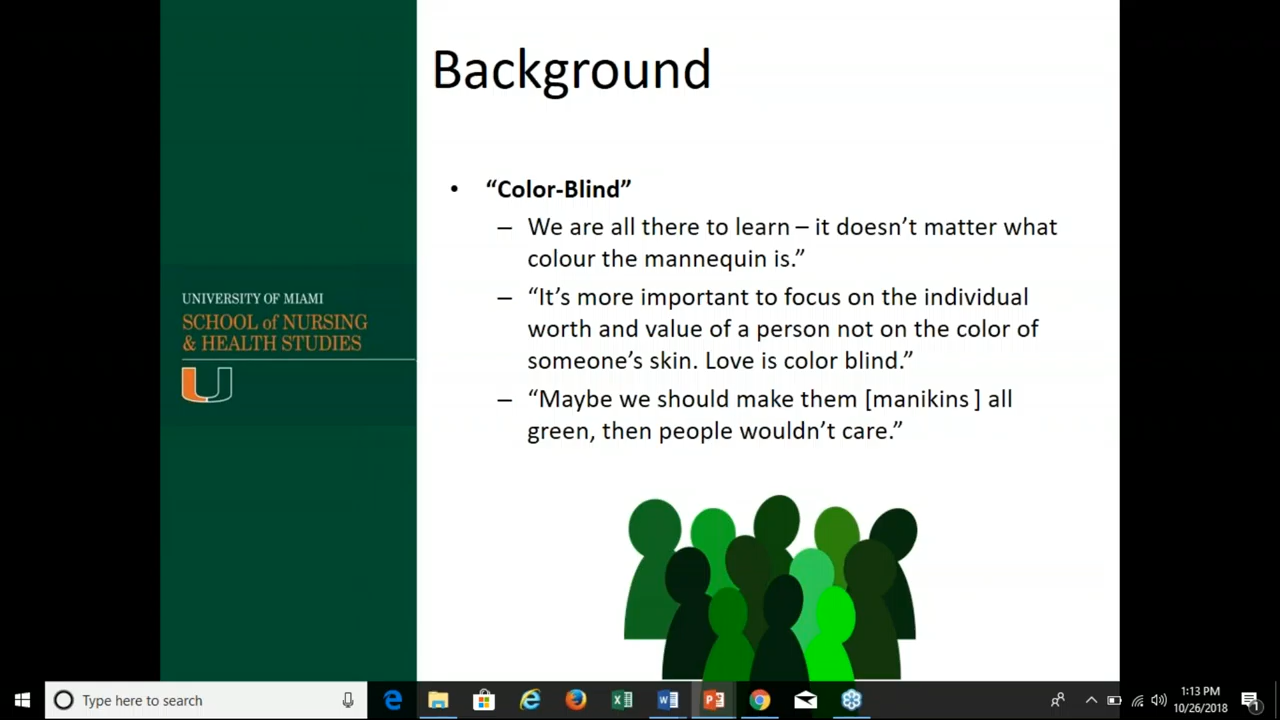 Background
• “Color-Blind”
– We are all there to learn – it doesn’t matter what
colour the mannequin is.”
– “It’s more important to focus on the individual
worth and value of a person not on the color of
someone’s skin. Love is color blind.”
– “Maybe we should make them [manikins ] all
green, then people wouldn’t care.”
UNIVERSITY OF MIAMI
SCHOOL of NURSING
& HEALTH STUDIES
Type here to search
1:13 PM
10/26/2018
1